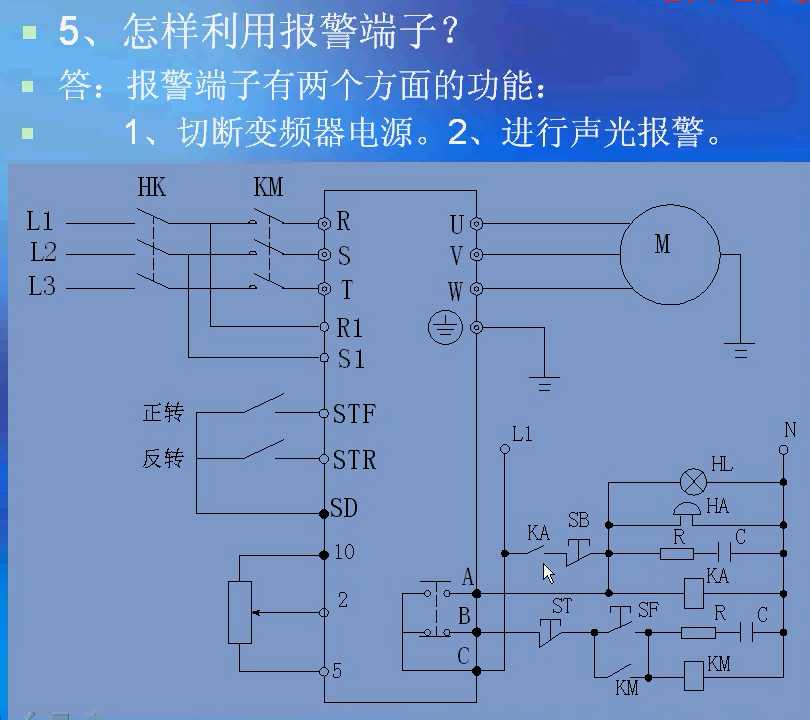 5、怎样利用报警端子？
答：报警端子有两个方面的功能：
1、切断变频器电源。2、进行声光报警。
HK KM
L1 R U M
L2 S V
L3 T W
R1
S1
正转 STF
反转 STR
SD
10
2
5
L1 N
HL
HA
KA SB R C
A KA
B ST SF R C
C KM
KM